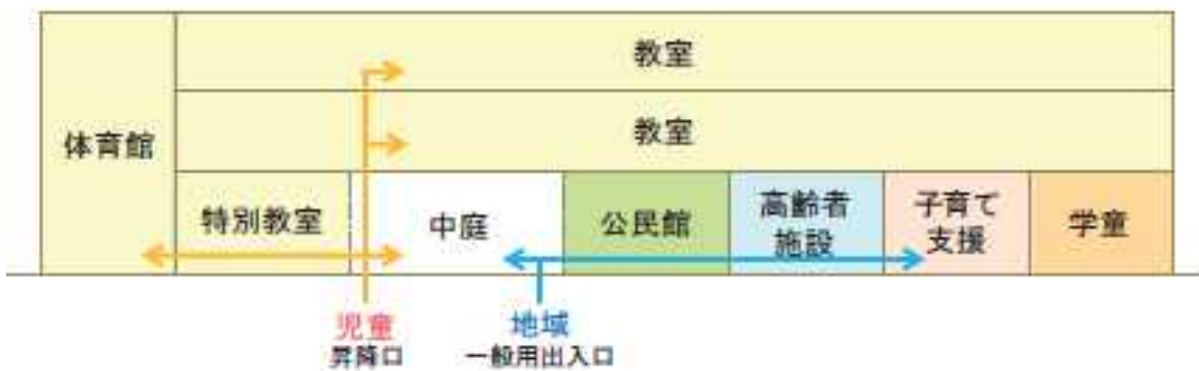 教室
教室
体育館
特別教室
中庭
公民館
高齢者
施設
子育て
支援
学童
児童
昇降口
地域
一般用出入口